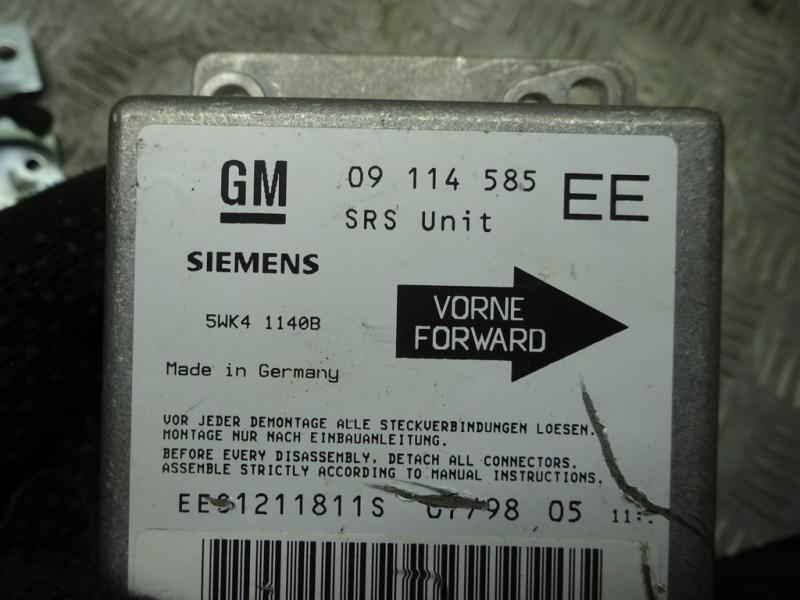 GM 09 114 585 EE
SRS Unit
SIEMENS
VORNE
FORWARD
5WK4 1140B
Made in Germany
VOR JEDER DEMONTAGE ALLE STECKVERBINDUNGEN LOESEN.
MONTAGE NUR NACH EINBAUANLEITUNG.
BEFORE EVERY DISASSEMBLY, DETACH ALL CONNECTORS.
ASSEMBLE STRICTLY ACCORDING TO MANUAL INSTRUCTIONS.
05